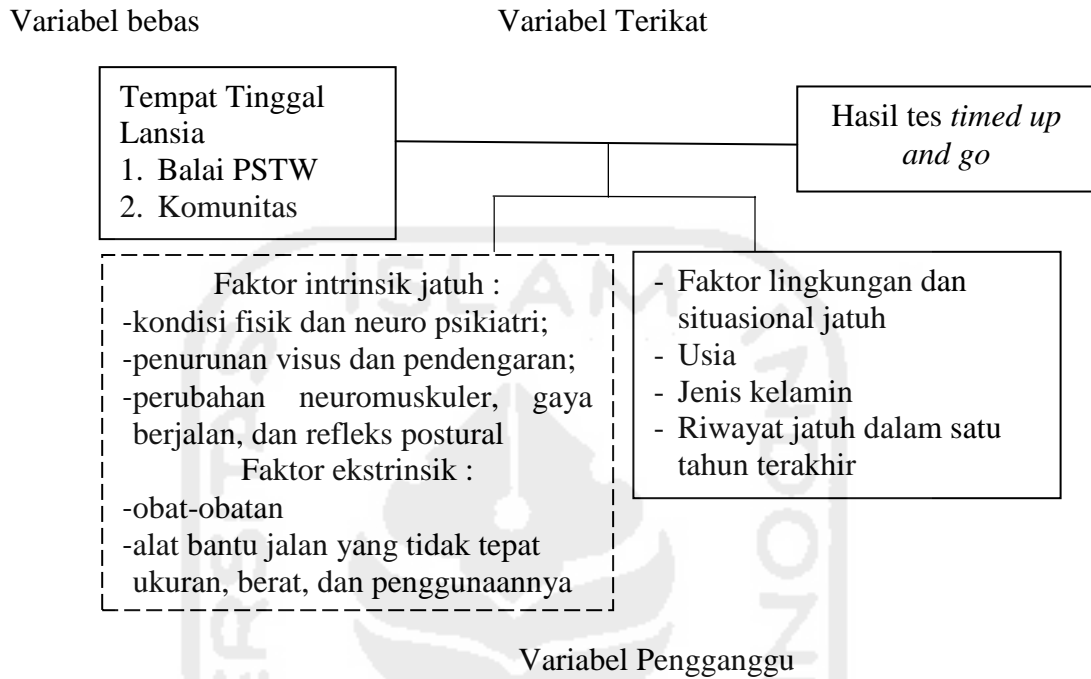 Variabel bebas
Variabel Terikat
Tempat Tinggal
Lansia
1. Balai PSTW
2. Komunitas
Hasil tes timed up
and go
Faktor intrinsik jatuh :
-kondisi fisik dan neuro psikiatri;
-penurunan visus dan pendengaran;
-perubahan neuromuskuler, gaya
berjalan, dan refleks postural
Faktor ekstrinsik :
-obat-obatan
-alat bantu jalan yang tidak tepat
ukuran, berat, dan penggunaannya
- Faktor lingkungan dan
situasional jatuh
- Usia
- Jenis kelamin
- Riwayat jatuh dalam satu
tahun terakhir
Variabel Pengganggu